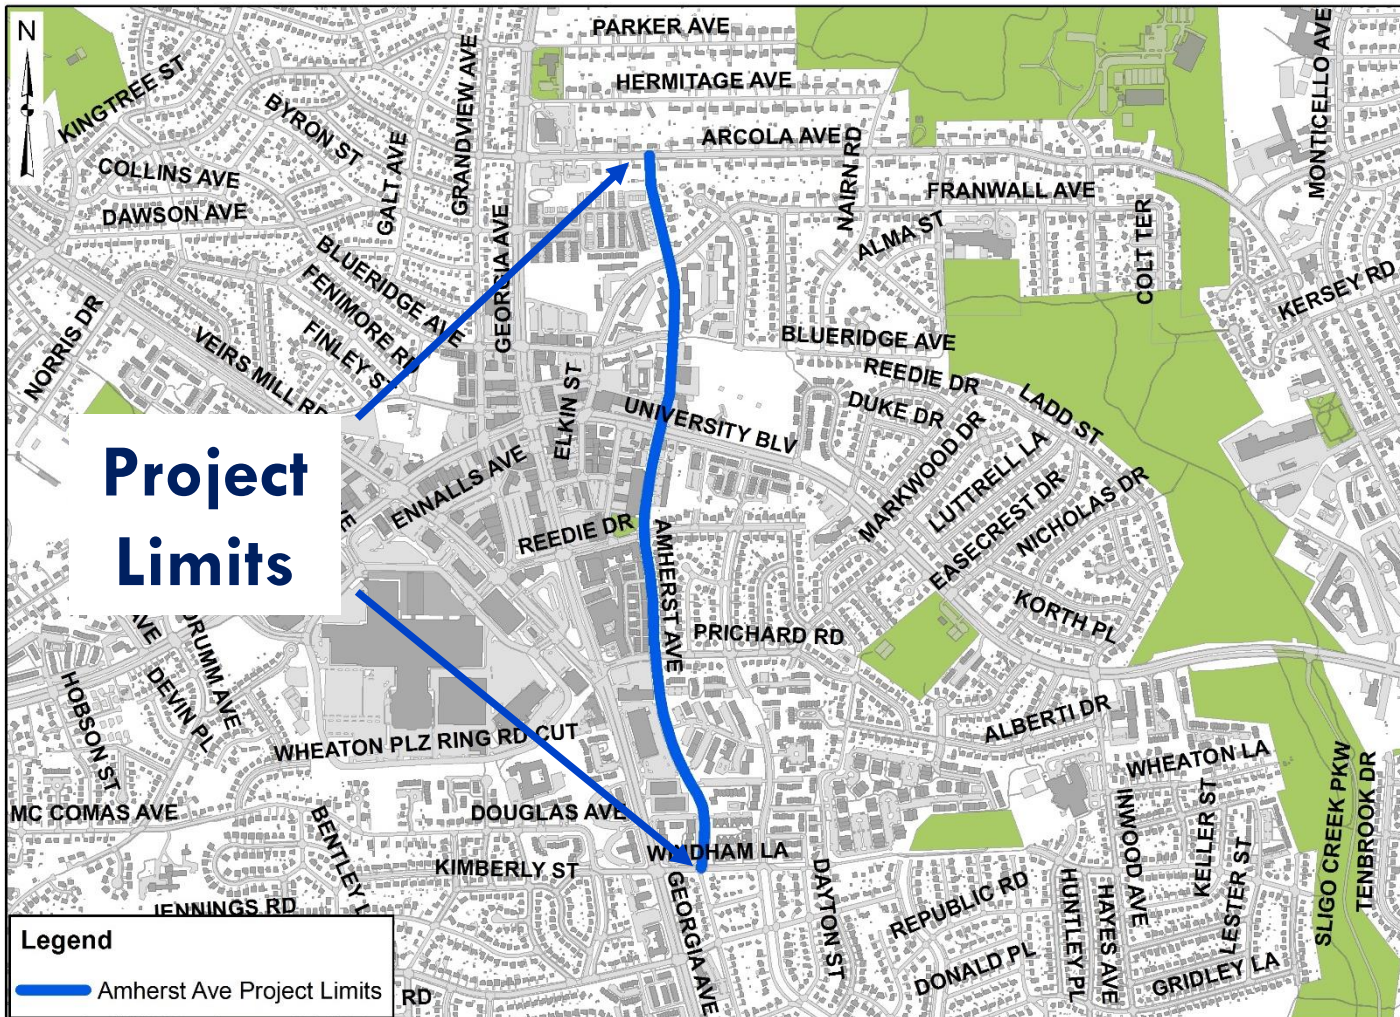 N
PARKER AVE
HERMITAGE AVE
ARCOLA AVE
KINGTREE ST
BYRON ST
GALT AVE
GRANDVIEW AVE
GEORGIA AVE
NAIRN RD
MONTICELLO AVE
COLLINS AVE
DAWSON AVE
FRANWALL AVE
ALMA ST
COLT TER
KERSEY RD
NORRIS DR
VEIRS MILL RD
BLUERIDGE AVE
FENIMORE RD
FINLEY ST
BLUERIDGE AVE
REEDIE DR
DUKE DR
LADD ST
ELKIN ST
UNIVERSITY BLV
MARKWOOD DR
LUTTRELL LA
EASECREST DR
NICHOLAS DR
KORTH PL
Project
Limits
ENNALLS AVE
REEDIE DR
AMHERST AVE
PRICHARD RD
AVE
DRUMM AVE
DEVIN PL
HOBSON ST
WHEATON PLZ RING RD CUT
ALBERTI DR
WHEATON LA
MC COMAS AVE
DOUGLAS AVE
BENTLEY
KIMBERLY ST
WINDHAM LA
JENNINGS RD
GEORGIA AVE
DAYTON ST
REPUBLIC RD
DONALD PL
HUNTLEY PL
HAYES AVE
INWOOD AVE
KELLER ST
LESTER ST
GRIDLEY LA
SLIGO CREEK PKW
TENBROOK DR
Legend
Amherst Ave Project Limits
RD